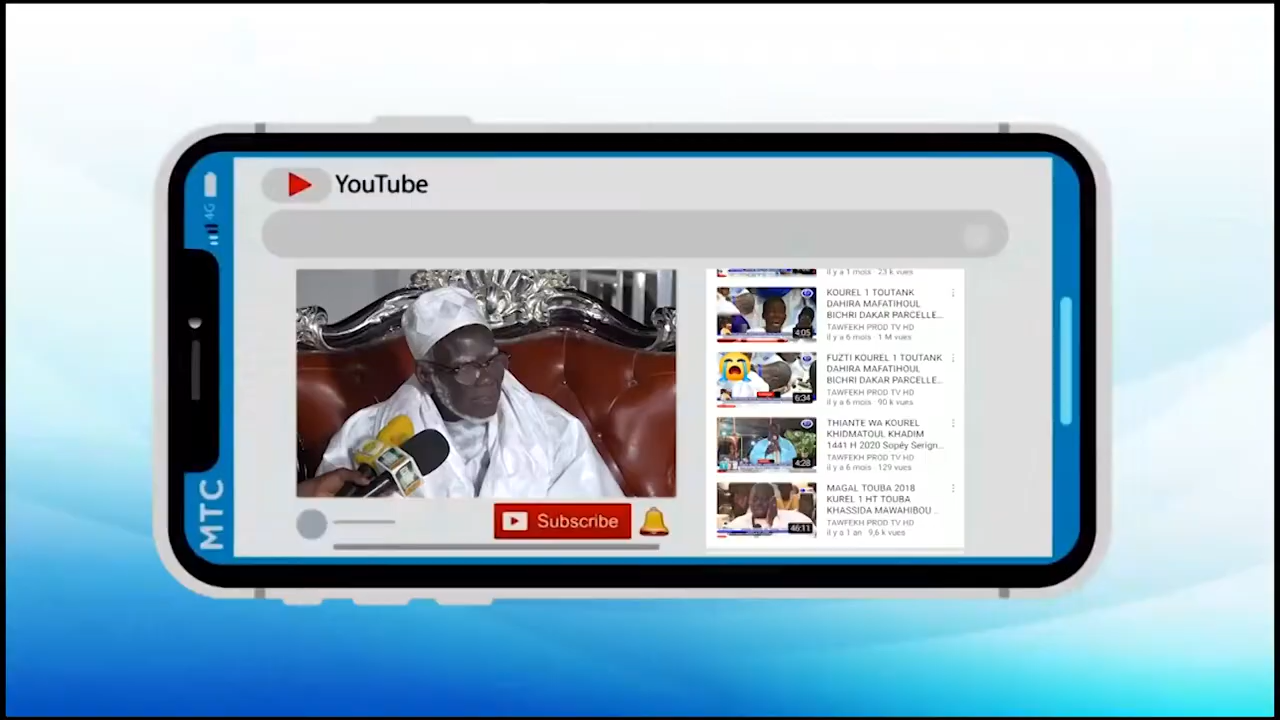 4G
MTC
YouTube
Subscribe
il y a 1 mois 23 k vues
KOUREL 1 TOUTANK
DAHIRA MAFATIHOUL
BICHRI DAKAR PARCELLE...
TAWFEKH PROD TV HD
il y a 6 mois 1 M vues
4:05
FUZTI KOUREL 1 TOUTANK
DAHIRA MAFATIHOUL
BICHRI DAKAR PARCELLE...
TAWFEKH PROD TV HD
il y a 6 mois 90 k vues
6:34
THIANTE WA KOUREL
KHIDMATOUL KHADIM
1441 H 2020 Sopéy Serign...
TAWFEKH PROD TV HD
il y a 6 mois 129 vues
4:28
MAGAL TOUBA 2018
KUREL 1 HT TOUBA
KHASSIDA MAWAHIBOU ...
TAWFEKH PROD TV HD
il y a 1 an 9,6 k vues
46:11